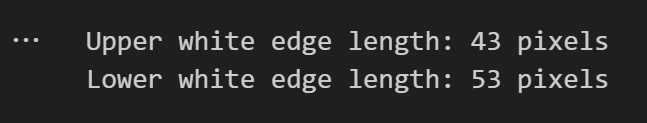 Upper white edge length: 43 pixels
Lower white edge length: 53 pixels